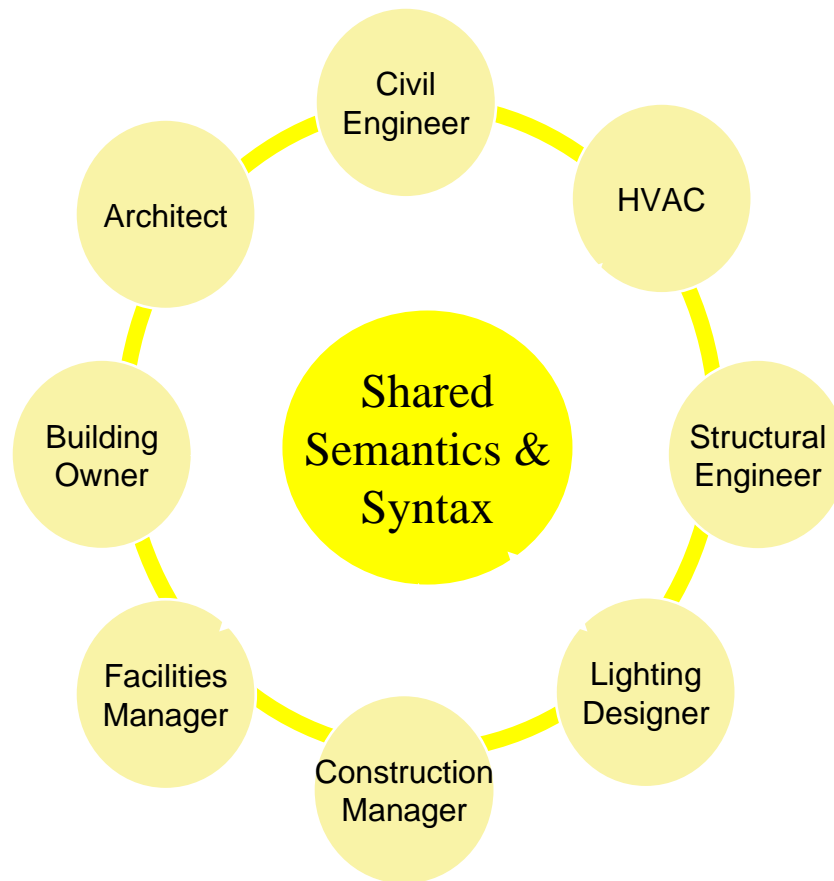 Civil
Engineer
HVAC
Architect
Shared
Semantics &
Syntax
Building
Owner
Structural
Engineer
Facilities
Manager
Lighting
Designer
Construction
Manager